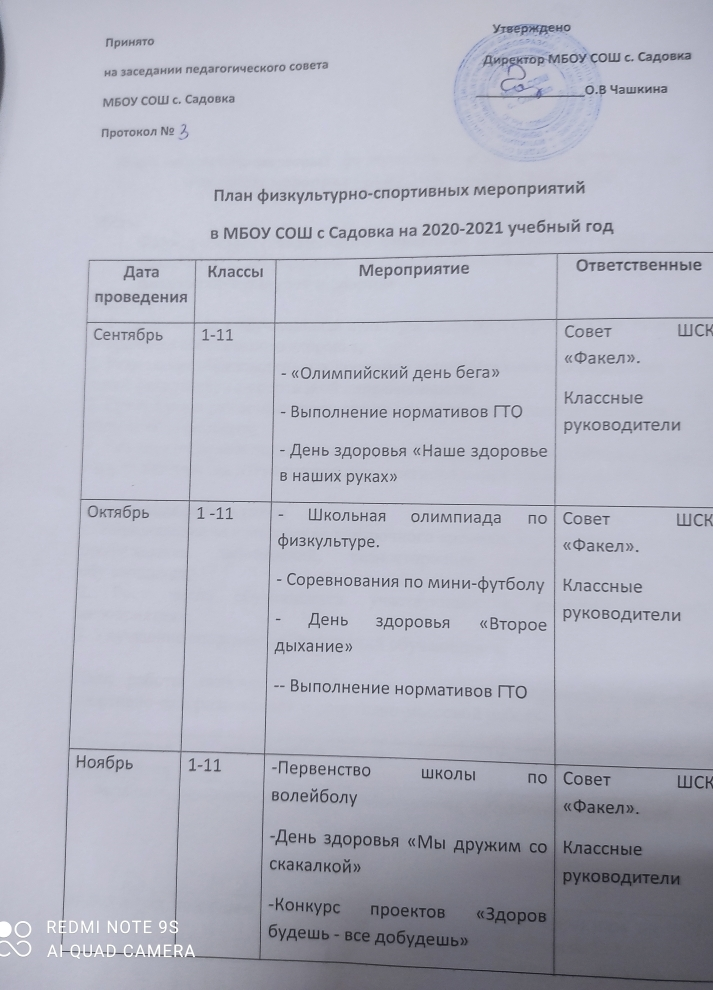 Принято
на заседании педагогического совета
МБОУ СОШ с. Садовка
Протокол № 3
Утверждено
Директор МБОУ СОШ с. Садовка
О.В Чашкина
План физкультурно-спортивных мероприятий
в МБОУ СОШ с Садовка на 2020-2021 учебный год
Дата
проведения
Классы
Мероприятие
Ответственные
Сентябрь
1-11
- «Олимпийский день бега»
- Выполнение нормативов ГТО
- День здоровья «Наше здоровье
в наших руках»
Совет ШСК
«Факел».
Классные
руководители
Октябрь
1 -11
- Школьная олимпиада по
физкультуре.
- Соревнования по мини-футболу
- День здоровья «Второе
дыхание»
-- Выполнение нормативов ГТО
Совет ШСК
«Факел».
Классные
руководители
Ноябрь
1-11
-Первенство школы по
волейболу
-День здоровья «Мы дружим со
скакалкой»
-Конкурс проектов «Здоров
будешь - все добудешь»
Совет ШСК
«Факел».
Классные
руководители
REDMI NOTE 9S
AI QUAD CAMERA